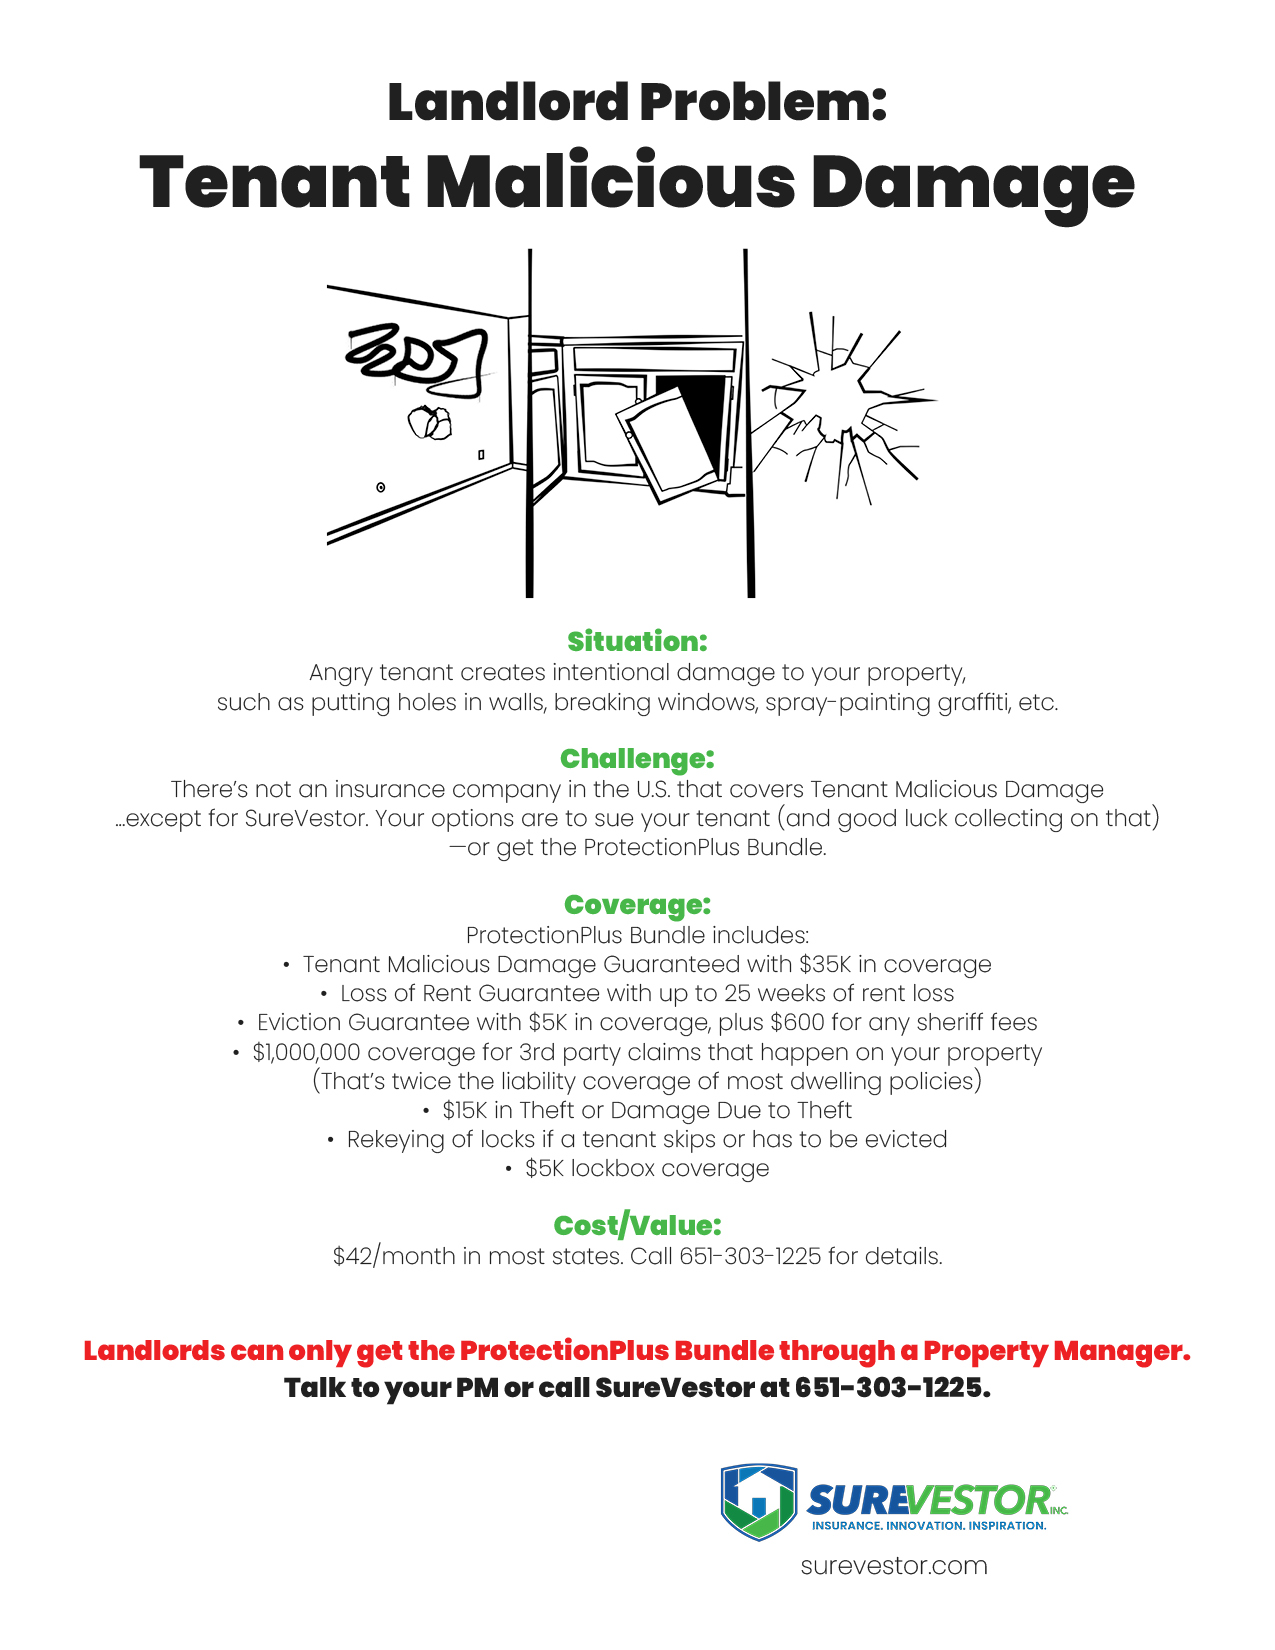 Landlord Problem:
Tenant Malicious Damage
Situation:
Angry tenant creates intentional damage to your property,
such as putting holes in walls, breaking windows, spray-painting graffiti, etc.
Challenge:
There's not an insurance company in the U.S. that covers Tenant Malicious Damage
...except for SureVestor. Your options are to sue your tenant (and good luck collecting on that)
—or get the ProtectionPlus Bundle.
Coverage:
ProtectionPlus Bundle includes:
• Tenant Malicious Damage Guaranteed with $35K in coverage
• Loss of Rent Guarantee with up to 25 weeks of rent loss
• Eviction Guarantee with $5K in coverage, plus $600 for any sheriff fees
• $1,000,000 coverage for 3rd party claims that happen on your property
(That's twice the liability coverage of most dwelling policies)
• $15K in Theft or Damage Due to Theft
• Rekeying of locks if a tenant skips or has to be evicted
• $5K lockbox coverage
Cost/Value:
$42/month in most states. Call 651-303-1225 for details.
Landlords can only get the ProtectionPlus Bundle through a Property Manager.
Talk to your PM or call SureVestor at 651-303-1225.
SUREVESTOR® INC.
INSURANCE. INNOVATION. INSPIRATION.
surevestor.com